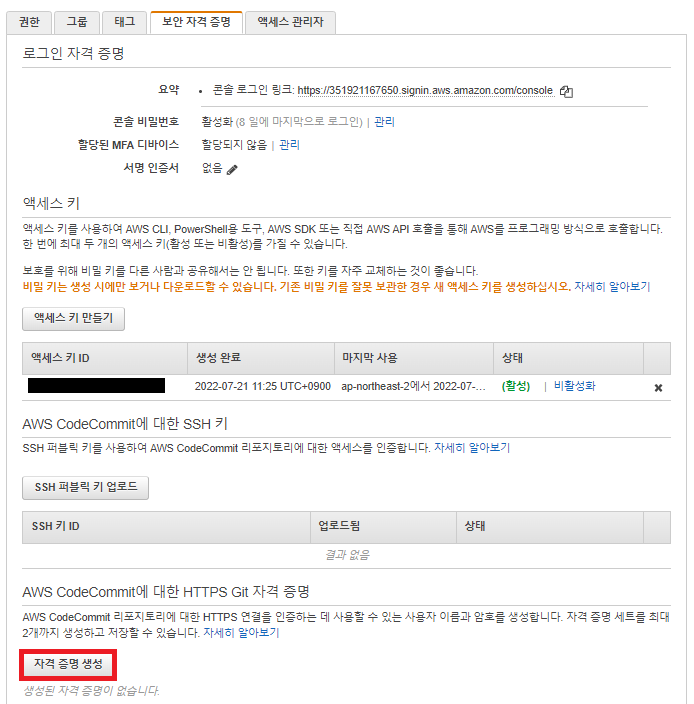 권한 그룹 태그 보안 자격 증명 액세스 관리자
로그인 자격 증명
요약 • 콘솔 로그인 링크: https://351921167650.signin.aws.amazon.com/console
콘솔 비밀번호 활성화 (8 일에 마지막으로 로그인) | 관리
할당된 MFA 디바이스 할당되지 않음 | 관리
서명 인증서 없음
액세스 키
액세스 키를 사용하여 AWS CLI, PowerShell용 도구, AWS SDK 또는 직접 AWS API 호출을 통해 AWS를 프로그래밍 방식으로 호출합니다.
한 번에 최대 두 개의 액세스 키(활성 또는 비활성)를 가질 수 있습니다.
보호를 위해 비밀 키를 다른 사람과 공유해서는 안 됩니다. 또한 키를 자주 교체하는 것이 좋습니다.
비밀 키는 생성 시에만 보거나 다운로드할 수 있습니다. 기존 비밀 키를 잘못 보관한 경우 새 액세스 키를 생성하십시오. 자세히 알아보기
액세스 키 만들기
액세스 키 ID 생성 완료 마지막 사용 상태
2022-07-21 11:25 UTC+0900 ap-northeast-2에서 2022-07-... (활성) | 비활성화
AWS CodeCommit에 대한 SSH 키
SSH 퍼블릭 키를 사용하여 AWS CodeCommit 리포지토리에 대한 액세스를 인증합니다. 자세히 알아보기
SSH 퍼블릭 키 업로드
SSH 키 ID 업로드됨 상태
결과 없음
AWS CodeCommit에 대한 HTTPS Git 자격 증명
AWS CodeCommit 리포지토리에 대한 HTTPS 연결을 인증하는 데 사용할 수 있는 사용자 이름과 암호를 생성합니다. 자격 증명 세트를 최대
2개까지 생성하고 저장할 수 있습니다. 자세히 알아보기
자격 증명 생성
생성된 자격 증명이 없습니다.